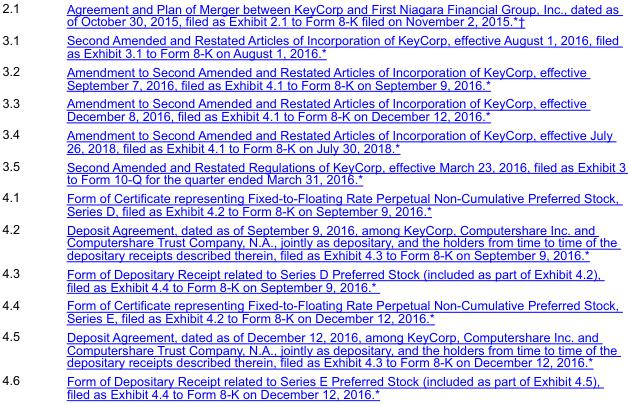 2.1 Agreement and Plan of Merger between KeyCorp and First Niagara Financial Group, Inc., dated as
of October 30, 2015, filed as Exhibit 2.1 to Form 8-K filed on November 2, 2015.*†
3.1 Second Amended and Restated Articles of Incorporation of KeyCorp, effective August 1, 2016, filed
as Exhibit 3.1 to Form 8-K on August 1, 2016.*
3.2 Amendment to Second Amended and Restated Articles of Incorporation of KeyCorp, effective
September 7, 2016, filed as Exhibit 4.1 to Form 8-K on September 9, 2016.*
3.3 Amendment to Second Amended and Restated Articles of Incorporation of KeyCorp, effective
December 8, 2016, filed as Exhibit 4.1 to Form 8-K on December 12, 2016.*
3.4 Amendment to Second Amended and Restated Articles of Incorporation of KeyCorp, effective July
26, 2018, filed as Exhibit 4.1 to Form 8-K on July 30, 2018.*
3.5 Second Amended and Restated Regulations of KeyCorp, effective March 23, 2016, filed as Exhibit 3
to Form 10-Q for the quarter ended March 31, 2016.*
4.1 Form of Certificate representing Fixed-to-Floating Rate Perpetual Non-Cumulative Preferred Stock,
Series D, filed as Exhibit 4.2 to Form 8-K on September 9, 2016.*
4.2 Deposit Agreement, dated as of September 9, 2016, among KeyCorp, Computershare Inc. and
Computershare Trust Company, N.A., jointly as depositary, and the holders from time to time of the
depositary receipts described therein, filed as Exhibit 4.3 to Form 8-K on September 9, 2016.*
4.3 Form of Depositary Receipt related to Series D Preferred Stock (included as part of Exhibit 4.2),
filed as Exhibit 4.4 to Form 8-K on September 9, 2016.*
4.4 Form of Certificate representing Fixed-to-Floating Rate Perpetual Non-Cumulative Preferred Stock,
Series E, filed as Exhibit 4.2 to Form 8-K on December 12, 2016.*
4.5 Deposit Agreement, dated as of December 12, 2016, among KeyCorp, Computershare Inc. and
Computershare Trust Company, N.A., jointly as depositary, and the holders from time to time of the
depositary receipts described therein, filed as Exhibit 4.3 to Form 8-K on December 12, 2016.*
4.6 Form of Depositary Receipt related to Series E Preferred Stock (included as part of Exhibit 4.5),
filed as Exhibit 4.4 to Form 8-K on December 12, 2016.*